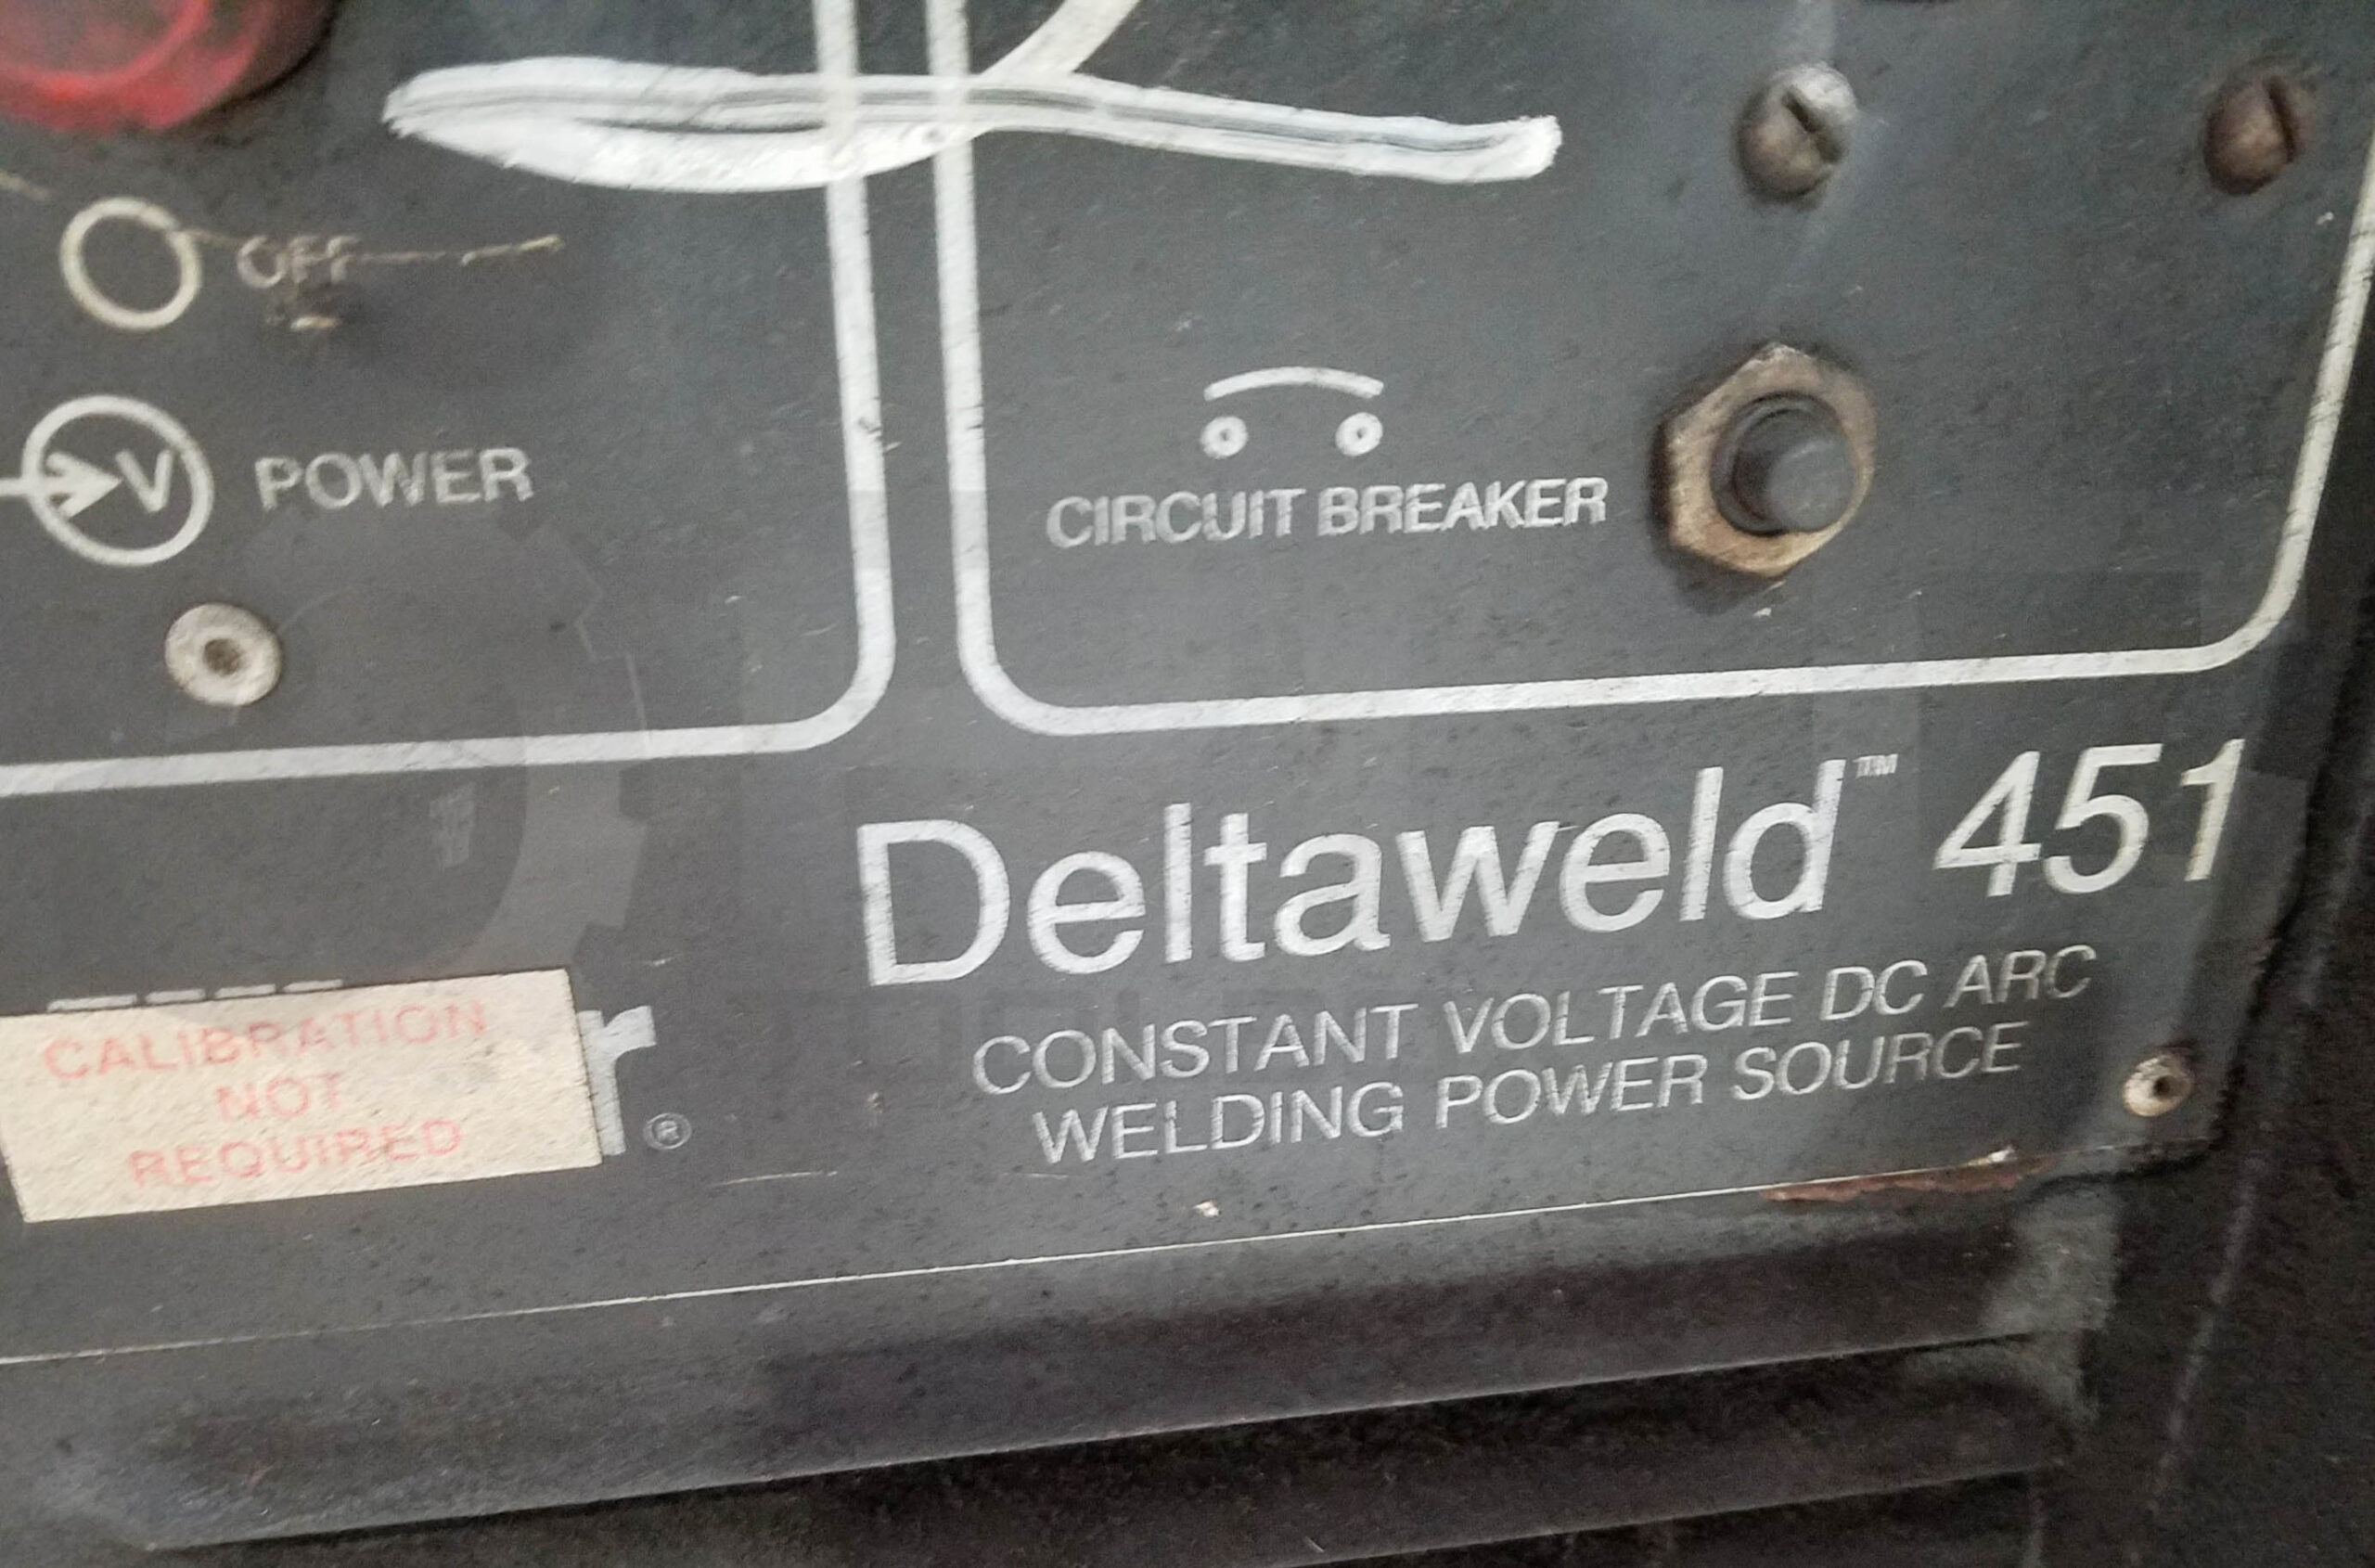 OFF
V
POWER
CIRCUIT BREAKER
Deltaweld™ 451
CONSTANT VOLTAGE DC ARC
WELDING POWER SOURCE
CALIBRATION
NOT
REQUIRED
r®